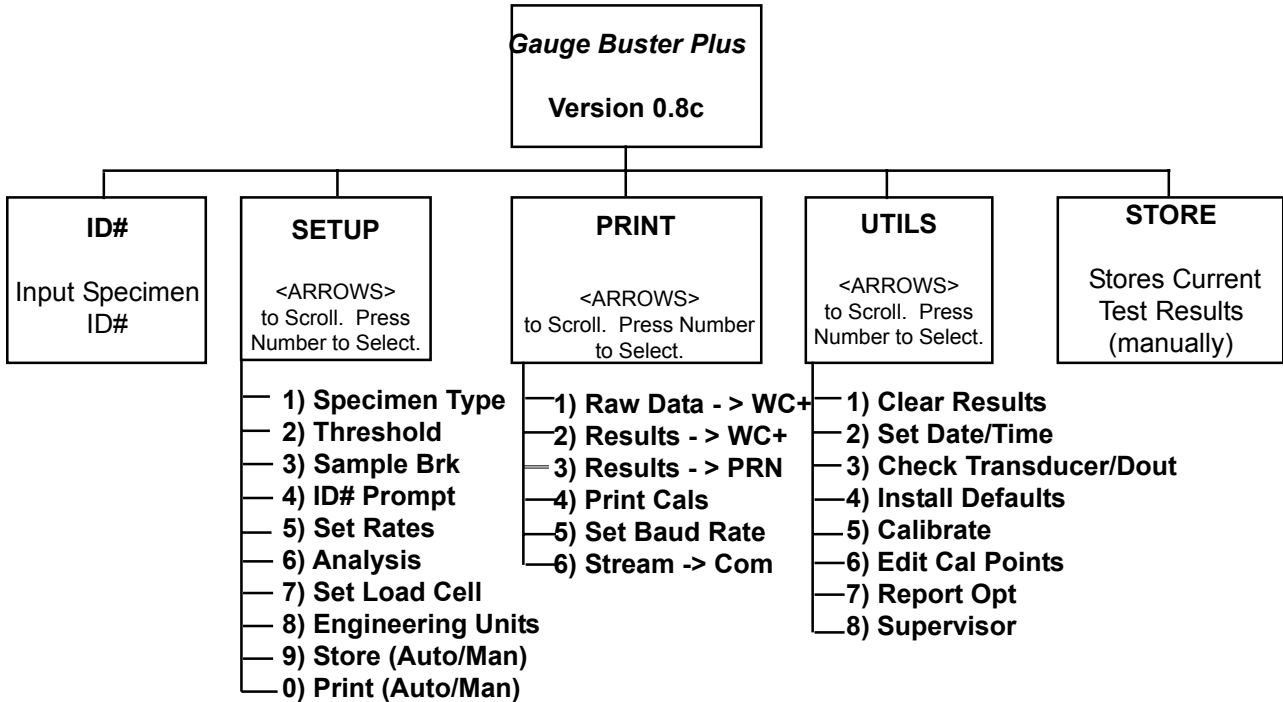 Gauge Buster Plus
Version 0.8c
ID#
Input Specimen
ID#
SETUP
<ARROWS>
to Scroll. Press
Number to Select.
1) Specimen Type
2) Threshold
3) Sample Brk
4) ID# Prompt
5) Set Rates
6) Analysis
7) Set Load Cell
8) Engineering Units
9) Store (Auto/Man)
0) Print (Auto/Man)
PRINT
<ARROWS>
to Scroll. Press Number
to Select.
1) Raw Data - > WC+
2) Results - > WC+
3) Results - > PRN
4) Print Cals
5) Set Baud Rate
6) Stream -> Com
UTILS
<ARROWS>
to Scroll. Press
Number to Select.
1) Clear Results
2) Set Date/Time
3) Check Transducer/Dout
4) Install Defaults
5) Calibrate
6) Edit Cal Points
7) Report Opt
8) Supervisor
STORE
Stores Current
Test Results
(manually)